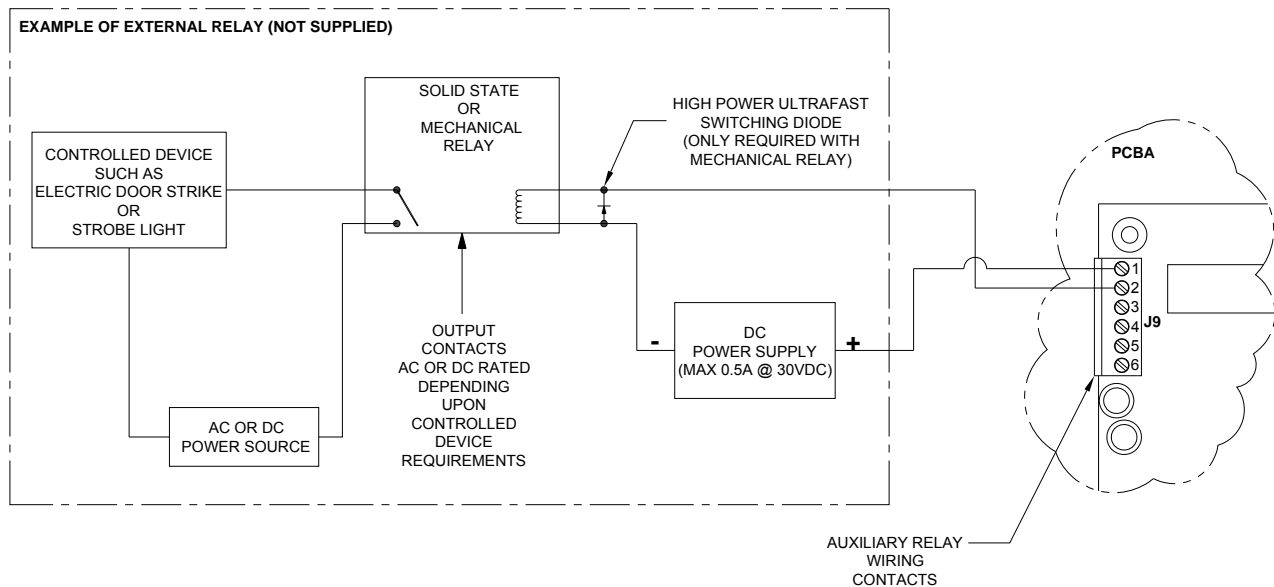 EXAMPLE OF EXTERNAL RELAY (NOT SUPPLIED)
CONTROLLED DEVICE
SUCH AS
ELECTRIC DOOR STRIKE
OR
STROBE LIGHT
SOLID STATE
OR
MECHANICAL
RELAY
HIGH POWER ULTRAFAST
SWITCHING DIODE
(ONLY REQUIRED WITH
MECHANICAL RELAY)
PCBA
1
2
3
4
5
6
J9
OUTPUT
CONTACTS
AC OR DC RATED
DEPENDING
UPON
CONTROLLED
DEVICE
REQUIREMENTS
-
DC
POWER SUPPLY
(MAX 0.5A @ 30VDC)
+
AC OR DC
POWER SOURCE
AUXILIARY RELAY
WIRING
CONTACTS